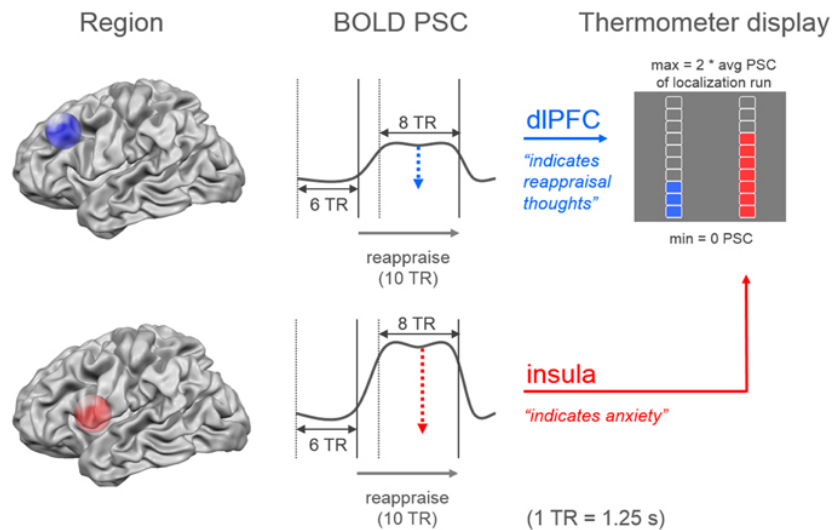 Region
BOLD PSC
Thermometer display
max = 2 * avg PSC
of localization run
8 TR
dlPFC
“indicates
reappraisal
thoughts”
6 TR
min = 0 PSC
reappraise
(10 TR)
8 TR
insula
“indicates anxiety”
6 TR
reappraise
(10 TR)
(1 TR = 1.25 s)